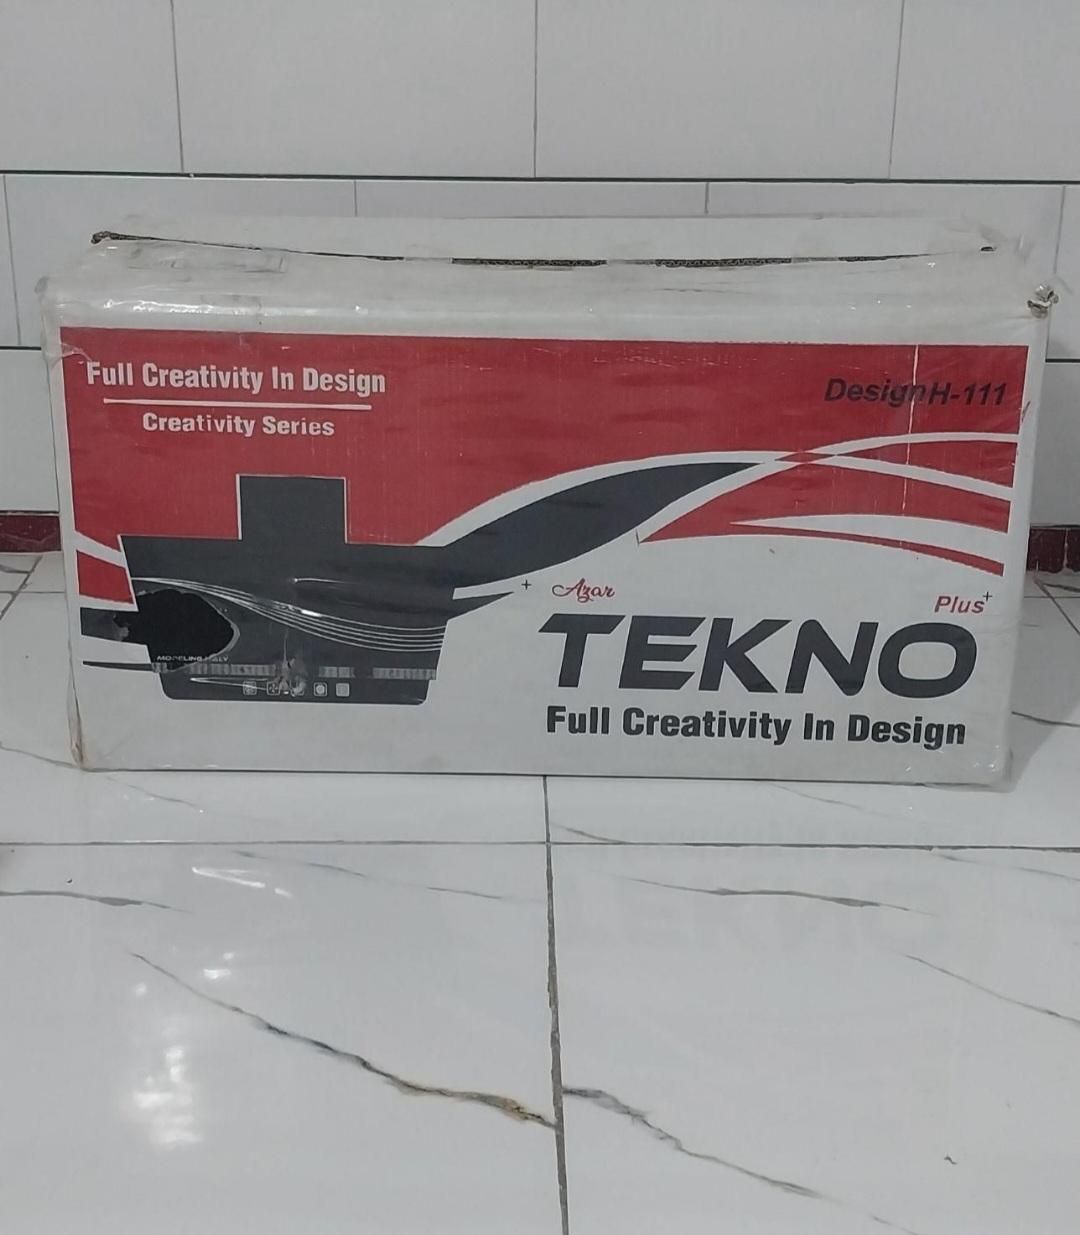 Full Creativity In Design
Creativity Series
Design H-111
Azar
Plus+
TEKNO
Full Creativity In Design